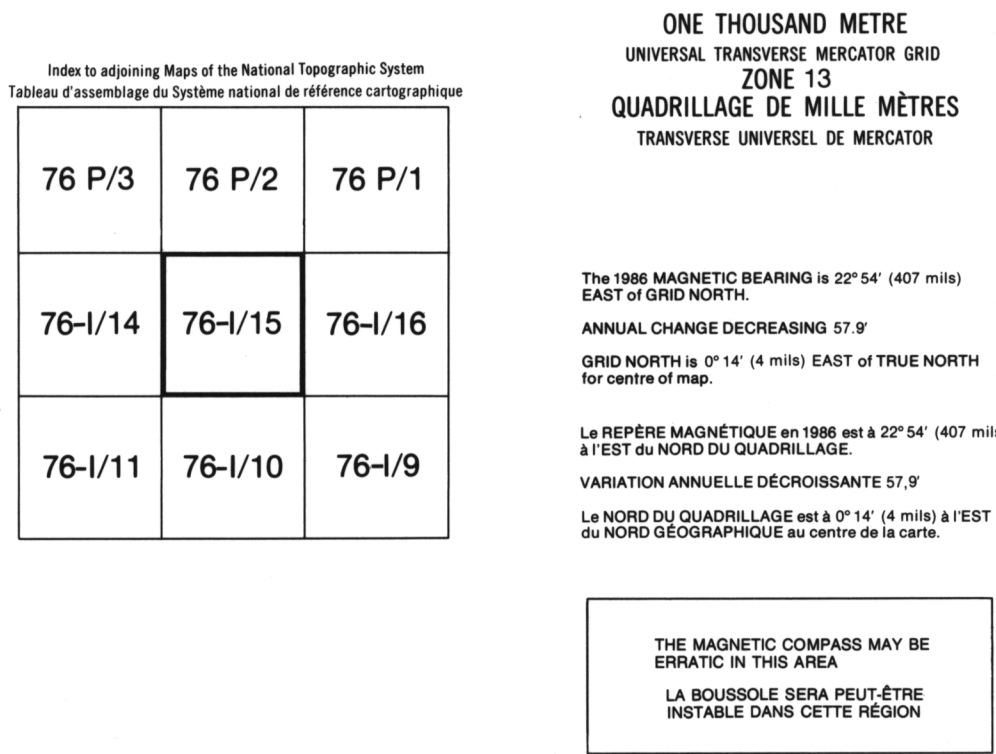 Index to adjoining Maps of the National Topographic System
Tableau d'assemblage du Système national de référence cartographique
76 P/3 76 P/2 76 P/1
76-I/14 76-I/15 76-I/16
76-I/11 76-I/10 76-I/9
ONE THOUSAND METRE
UNIVERSAL TRANSVERSE MERCATOR GRID
ZONE 13
QUADRILLAGE DE MILLE MÈTRES
TRANSVERSE UNIVERSEL DE MERCATOR
The 1986 MAGNETIC BEARING is 22° 54′ (407 mils)
EAST of GRID NORTH.
ANNUAL CHANGE DECREASING 57.9′
GRID NORTH is 0° 14′ (4 mils) EAST of TRUE NORTH
for centre of map.
Le REPÈRE MAGNÉTIQUE en 1986 est à 22° 54′ (407 mils
à l'EST du NORD DU QUADRILLAGE.
VARIATION ANNUELLE DÉCROISSANTE 57,9′
Le NORD DU QUADRILLAGE est à 0° 14′ (4 mils) à l'EST
du NORD GÉOGRAPHIQUE au centre de la carte.
THE MAGNETIC COMPASS MAY BE
ERRATIC IN THIS AREA
LA BOUSSOLE SERA PEUT-ÊTRE
INSTABLE DANS CETTE RÉGION